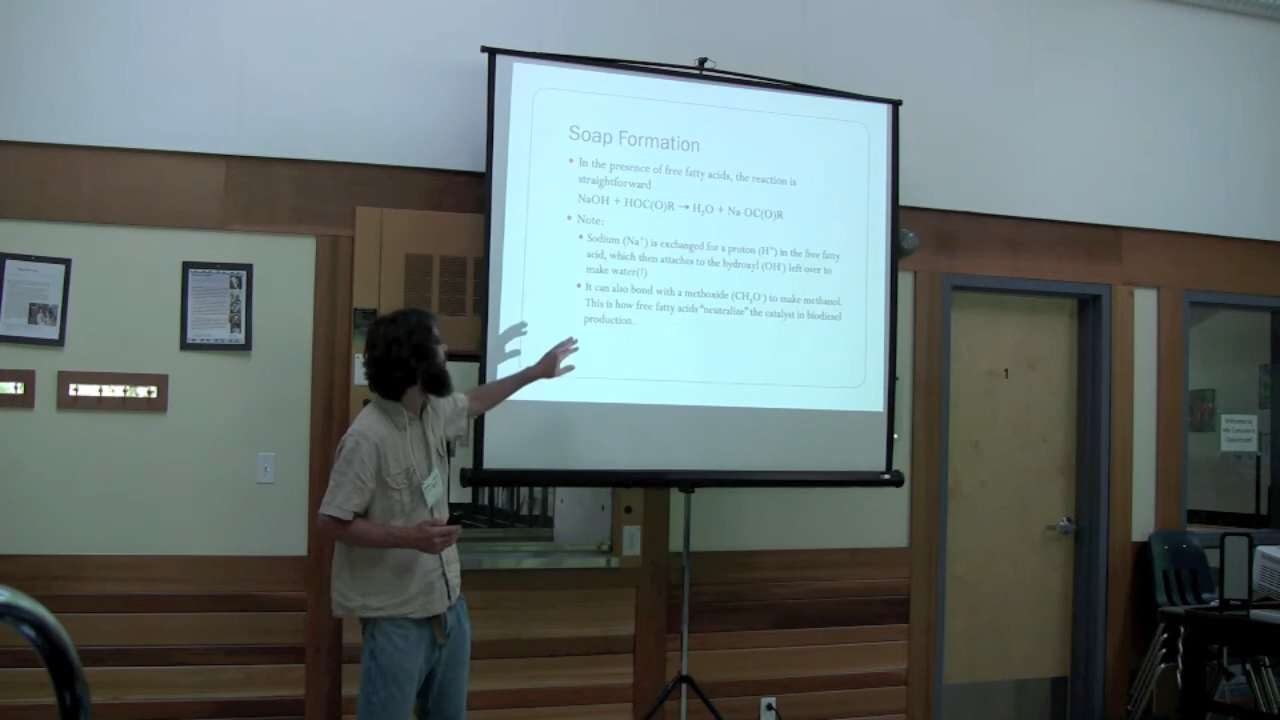 Soap Formation
• In the presence of free fatty acids, the reaction is
straightforward
NaOH + HOC(O)R → H₂O + Na-OC(O)R
• Note:
• Sodium (Na⁺) is exchanged for a proton (H⁺) in the free fatty
acid, which then attaches to the hydroxyl (OH⁻) left over to
make water(!)
• It can also bond with a methoxide (CH₃O⁻) to make methanol.
This is how free fatty acids "neutralize" the catalyst in biodiesel
production.
1
Welcome to